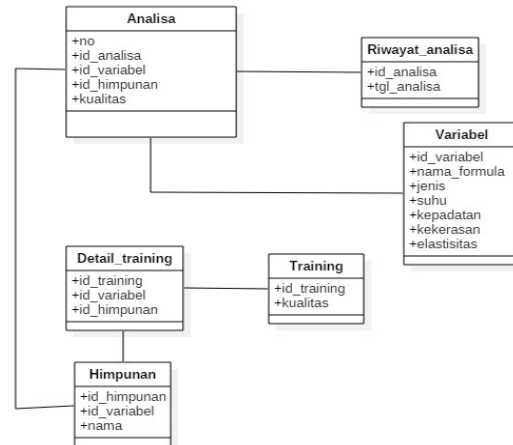 Analisa
+no
+id_analisa
+id_variabel
+id_himpunan
+kualitas
Riwayat_analisa
+id_analisa
+tgl_analisa
Variabel
+id_variabel
+nama_formula
+jenis
+suhu
+kepadatan
+kekerasan
+elastisitas
Detail_training
+id_training
+id_variabel
+id_himpunan
Training
+id_training
+kualitas
Himpunan
+id_himpunan
+id_variabel
+nama